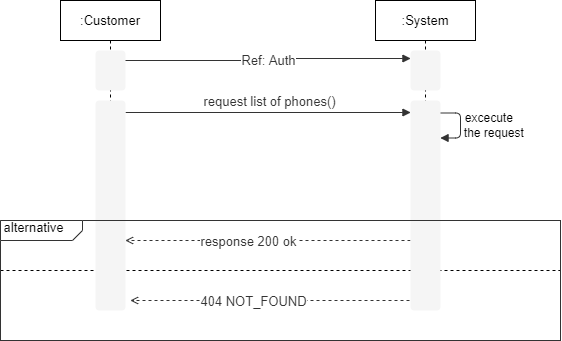 :Customer
:System
Ref: Auth
request list of phones()
excecute
the request
alternative
response 200 ok
404 NOT_FOUND